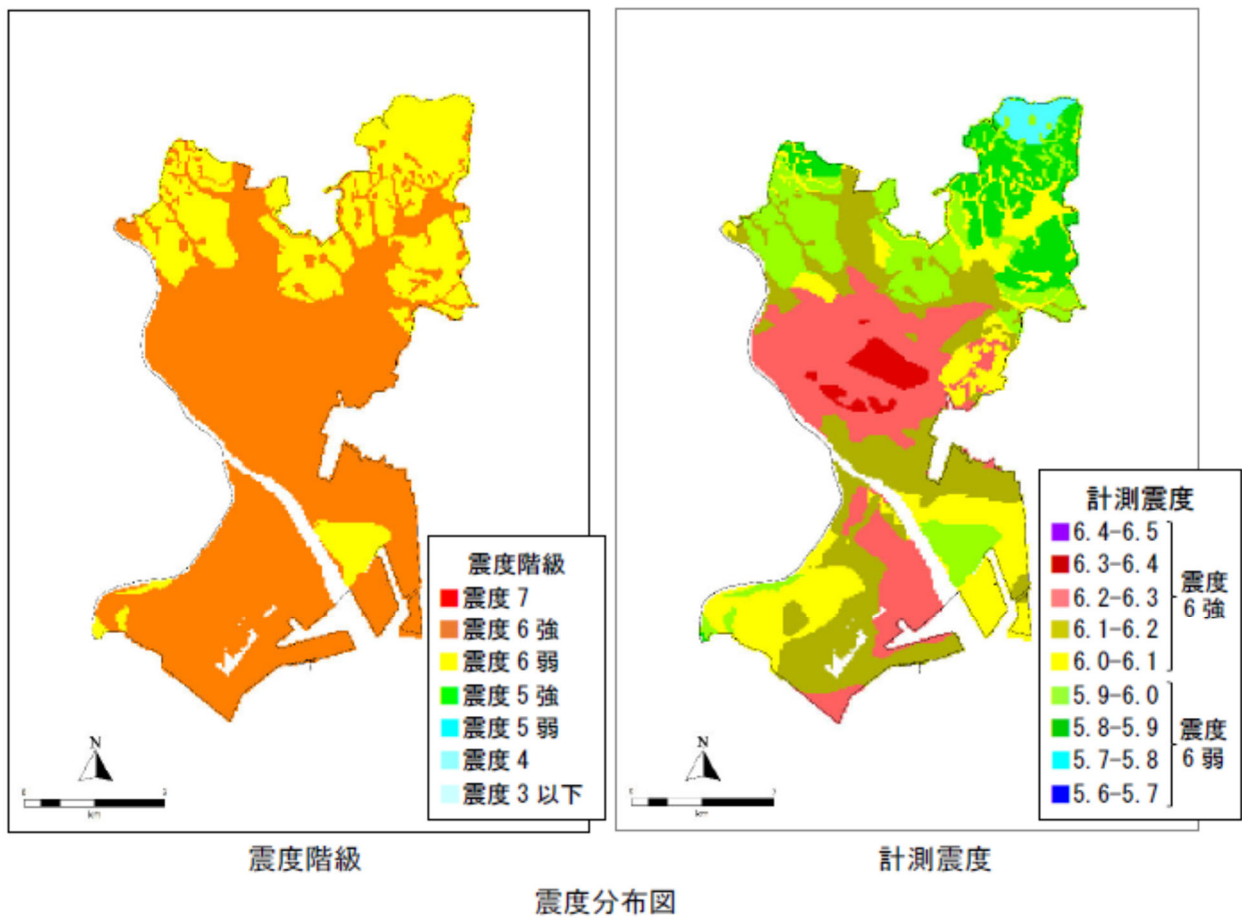 震度階級
震度 7
震度 6 強
震度 6 弱
震度 5 強
震度 5 弱
震度 4
震度 3 以下
N
km
震度階級
計測震度
6.4-6.5
6.3-6.4
6.2-6.3
6.1-6.2
6.0-6.1
震度
6 強
5.9-6.0
5.8-5.9
5.7-5.8
5.6-5.7
震度
6 弱
N
km
計測震度
震度分布図